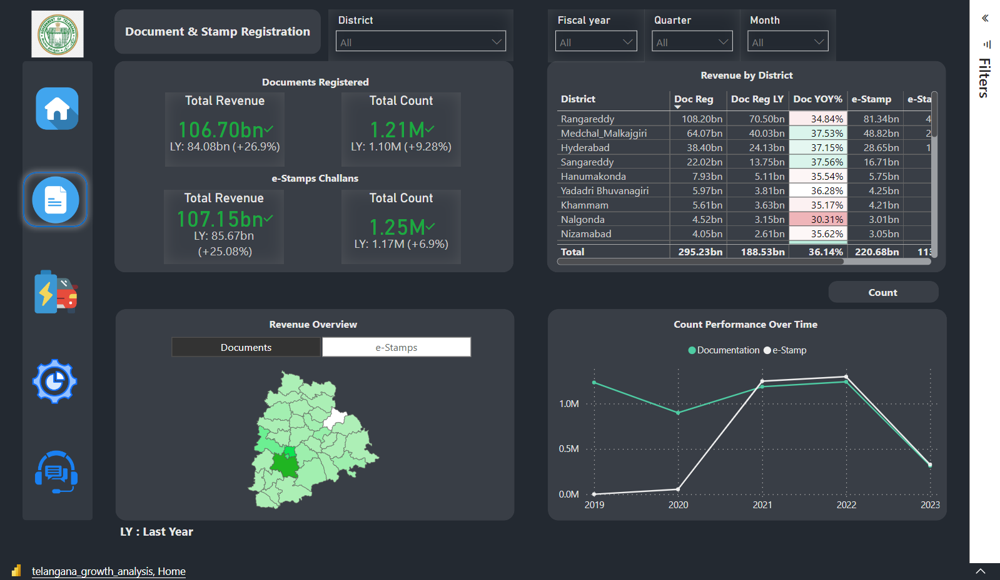 Document & Stamp Registration
District
All
Fiscal year
All
Quarter
All
Month
All
«
Filters
Documents Registered
Total Revenue
106.70bn✓
LY: 84.08bn (+26.9%)
Total Count
1.21M✓
LY: 1.10M (+9.28%)
e-Stamps Challans
Total Revenue
107.15bn✓
LY: 85.67bn
(+25.08%)
Total Count
1.25M✓
LY: 1.17M (+6.9%)
Revenue by District
District Doc Reg Doc Reg LY Doc YOY% e-Stamp e-Sta
Rangareddy 108.20bn 70.50bn 34.84% 81.34bn 4
Medchal_Malkajgiri 64.07bn 40.03bn 37.53% 48.82bn 2
Hyderabad 38.40bn 24.13bn 37.15% 28.65bn 1
Sangareddy 22.02bn 13.75bn 37.56% 16.71bn
Hanumakonda 7.93bn 5.11bn 35.54% 5.75bn
Yadadri Bhuvanagiri 5.97bn 3.81bn 36.28% 4.25bn
Khammam 5.61bn 3.63bn 35.17% 4.21bn
Nalgonda 4.52bn 3.15bn 30.31% 3.01bn
Nizamabad 4.05bn 2.61bn 35.62% 3.05bn
Total 295.23bn 188.53bn 36.14% 220.68bn 113
Count
Revenue Overview
Documents e-Stamps
Count Performance Over Time
Documentation e-Stamp
1.0M
0.5M
0.0M
2019 2020 2021 2022 2023
LY : Last Year
telangana_growth_analysis, Home